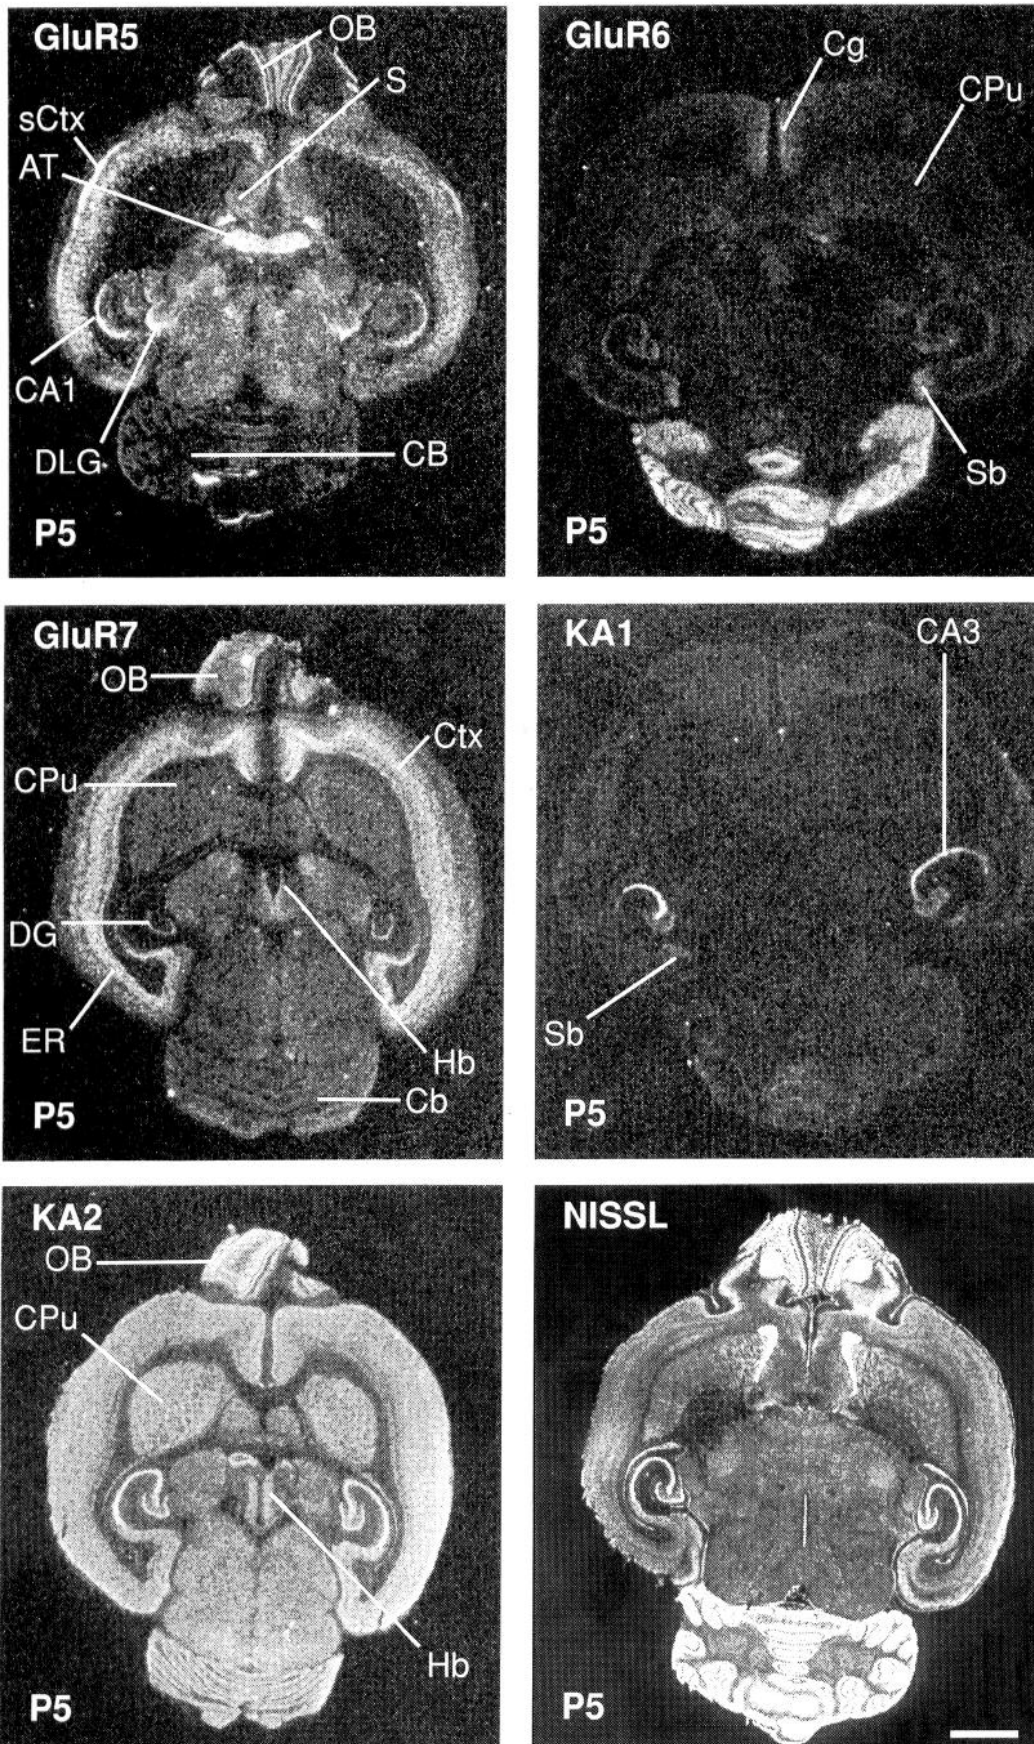 GluR5
OB
S
sCtx
AT
CA1
DLG
CB
P5
GluR6
Cg
CPu
Sb
P5
GluR7
OB
Ctx
CPu
DG
ER
Hb
Cb
P5
KA1
CA3
Sb
P5
KA2
OB
CPu
Hb
P5
NISSL
P5